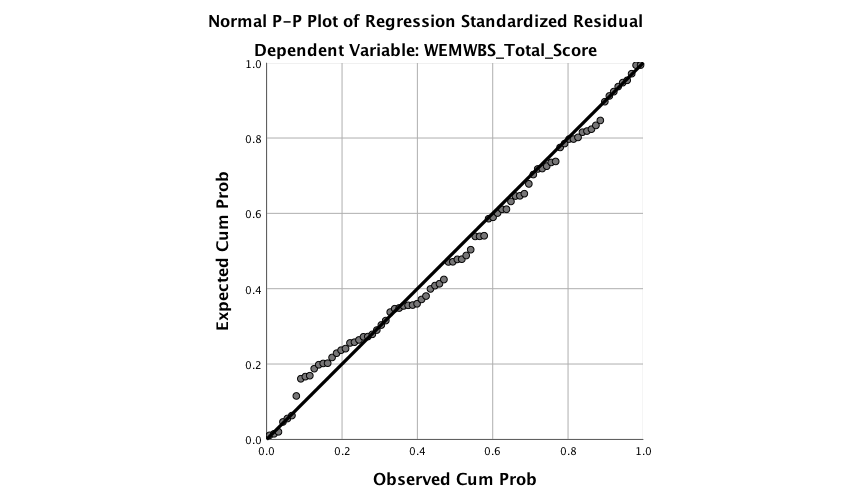 Normal P-P Plot of Regression Standardized Residual
Dependent Variable: WEMWBS_Total_Score
1.0
0.8
0.6
0.4
0.2
0.0
Expected Cum Prob
0.0 0.2 0.4 0.6 0.8 1.0
Observed Cum Prob